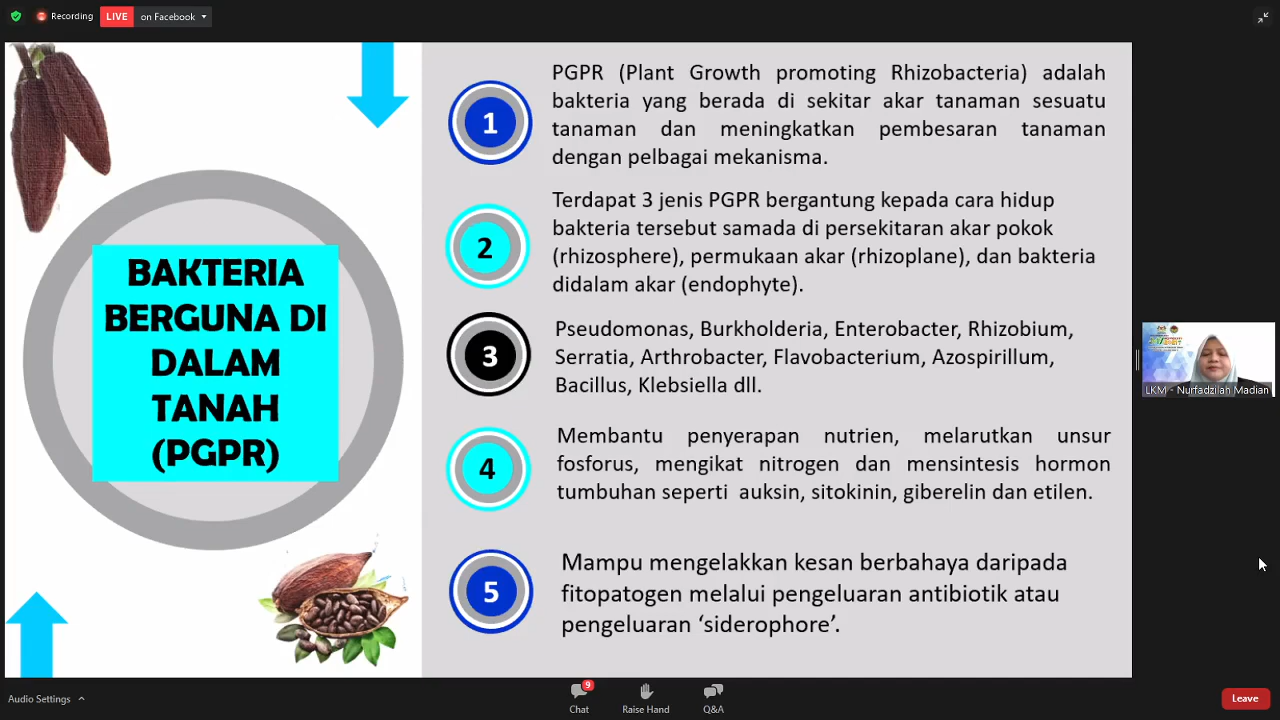 Recording
LIVE
on Facebook
BAKTERIA
BERGUNA DI
DALAM
TANAH
(PGPR)
1
PGPR (Plant Growth promoting Rhizobacteria) adalah
bakteria yang berada di sekitar akar tanaman sesuatu
tanaman dan meningkatkan pembesaran tanaman
dengan pelbagai mekanisma.
2
Terdapat 3 jenis PGPR bergantung kepada cara hidup
bakteria tersebut samada di persekitaran akar pokok
(rhizosphere), permukaan akar (rhizoplane), dan bakteria
didalam akar (endophyte).
3
Pseudomonas, Burkholderia, Enterobacter, Rhizobium,
Serratia, Arthrobacter, Flavobacterium, Azospirillum,
Bacillus, Klebsiella dll.
4
Membantu penyerapan nutrien, melarutkan unsur
fosforus, mengikat nitrogen dan mensintesis hormon
tumbuhan seperti auksin, sitokinin, giberelin dan etilen.
5
Mampu mengelakkan kesan berbahaya daripada
fitopatogen melalui pengeluaran antibiotik atau
pengeluaran ‘siderophore’.
LKM - Nurfadzilah Madian
Audio Settings
9
Chat
Raise Hand
Q&A
Leave